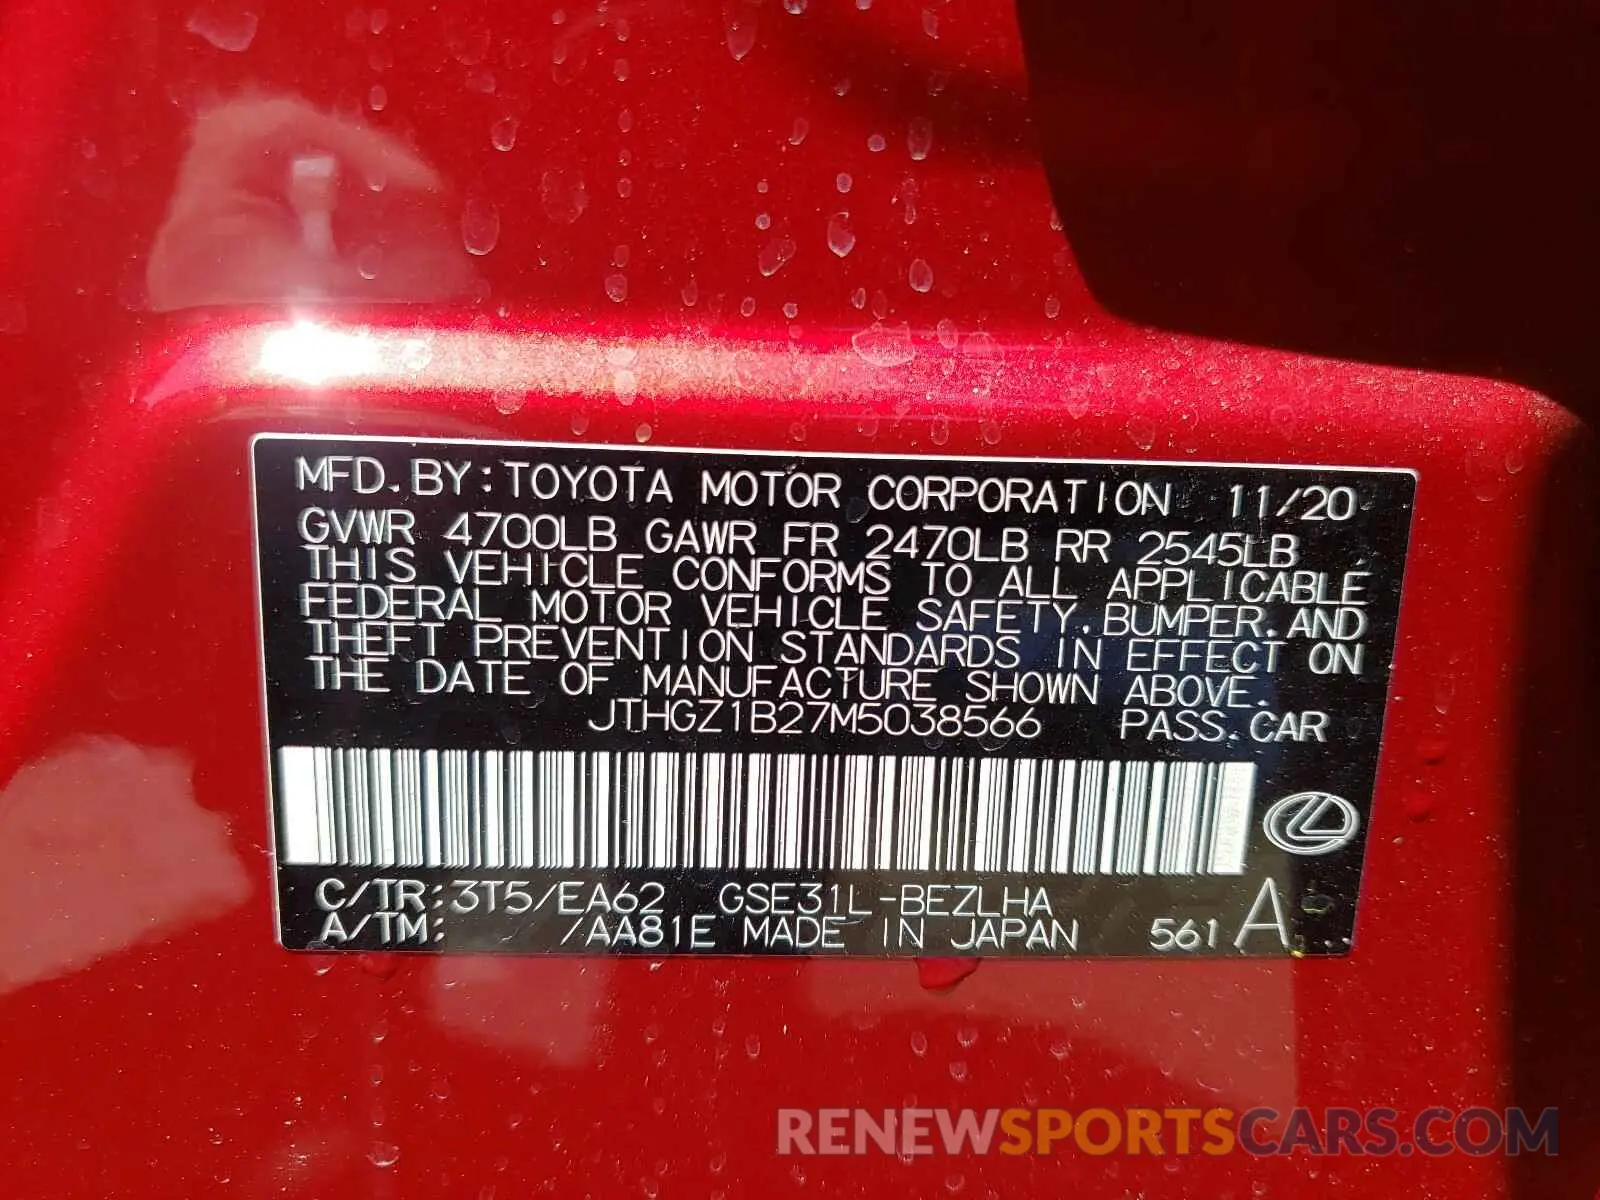 MFD. BY: TOYOTA MOTOR CORPORATION 11/20
GVWR 4700LB GAWR FR 2470LB RR 2545LB
THIS VEHICLE CONFORMS TO ALL APPLICABLE
FEDERAL MOTOR VEHICLE SAFETY, BUMPER, AND
THEFT PREVENTION STANDARDS IN EFFECT ON
THE DATE OF MANUFACTURE SHOWN ABOVE.
JTHGZ1B27M5038566 PASS. CAR
C/TR: 3T5/EA62 GSE31L-BEZLHA
A/TM: /AA81E MADE IN JAPAN 561 A
RENEWSPORTSCARS.COM